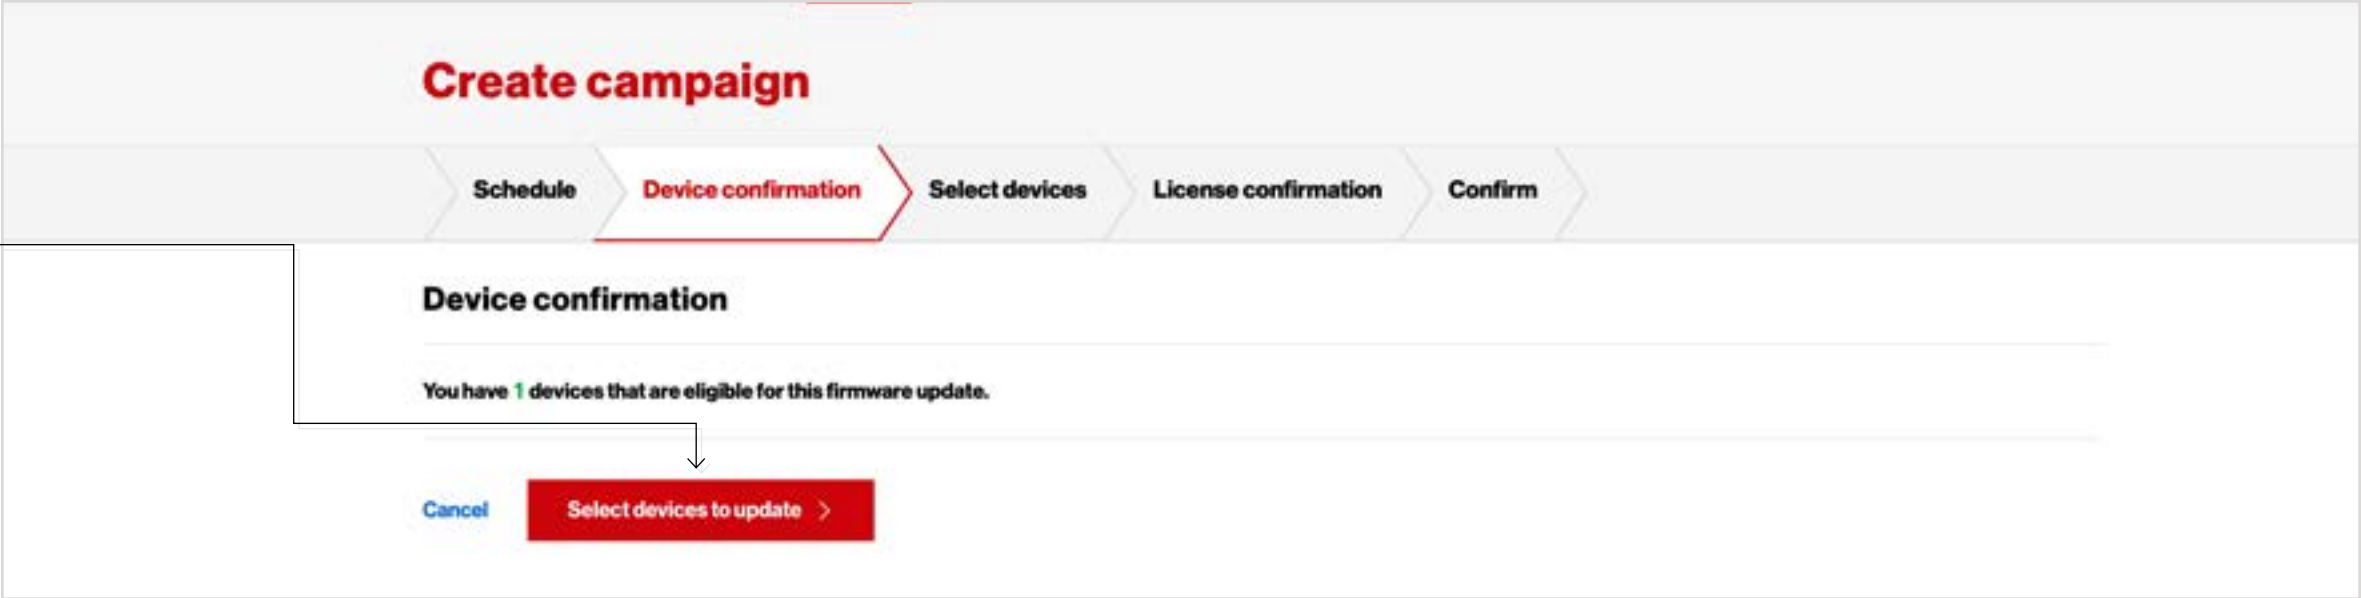 Create campaign
Schedule
Device confirmation
Select devices
License confirmation
Confirm
Device confirmation
You have 1 devices that are eligible for this firmware update.
Cancel
Select devices to update